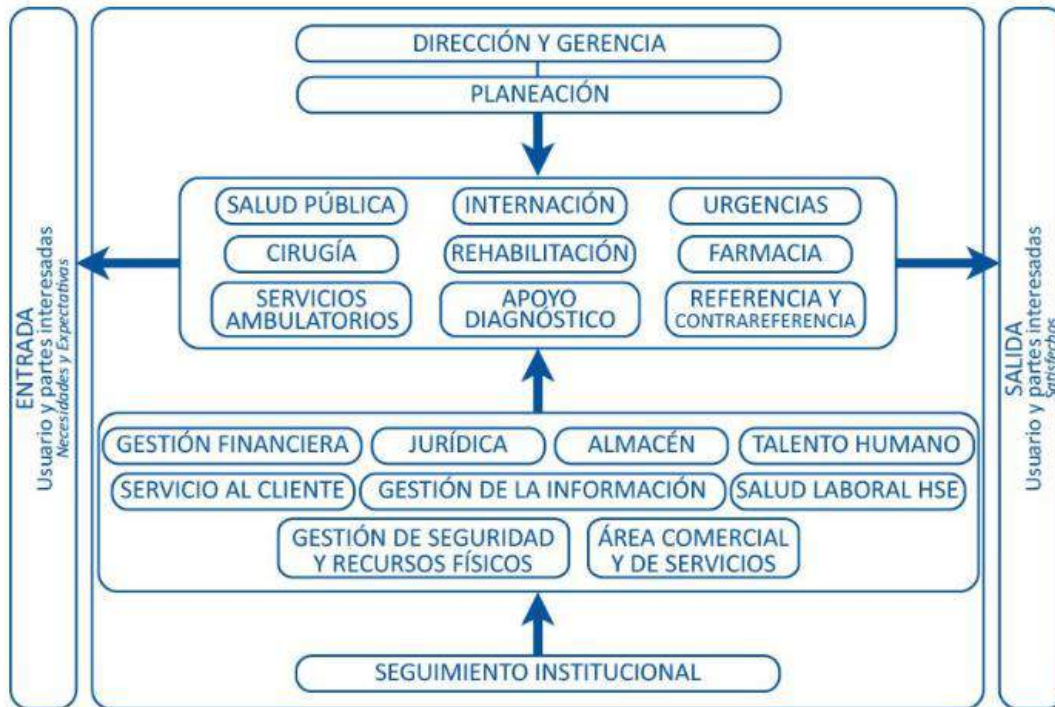 DIRECCIÓN Y GERENCIA
PLANEACIÓN
SALUD PÚBLICA
INTERNACIÓN
URGENCIAS
CIRUGÍA
REHABILITACIÓN
FARMACIA
SERVICIOS
AMBULATORIOS
APOYO
DIAGNÓSTICO
REFERENCIA Y
CONTRAREFERENCIA
ENTRADA
Usuario y partes interesadas
Necesidades y Expectativas
SALIDA
Usuario y partes interesadas
Satisfechos
GESTIÓN FINANCIERA
JURÍDICA
ALMACÉN
TALENTO HUMANO
SERVICIO AL CLIENTE
GESTIÓN DE LA INFORMACIÓN
SALUD LABORAL HSE
GESTIÓN DE SEGURIDAD
Y RECURSOS FÍSICOS
ÁREA COMERCIAL
Y DE SERVICIOS
SEGUIMIENTO INSTITUCIONAL